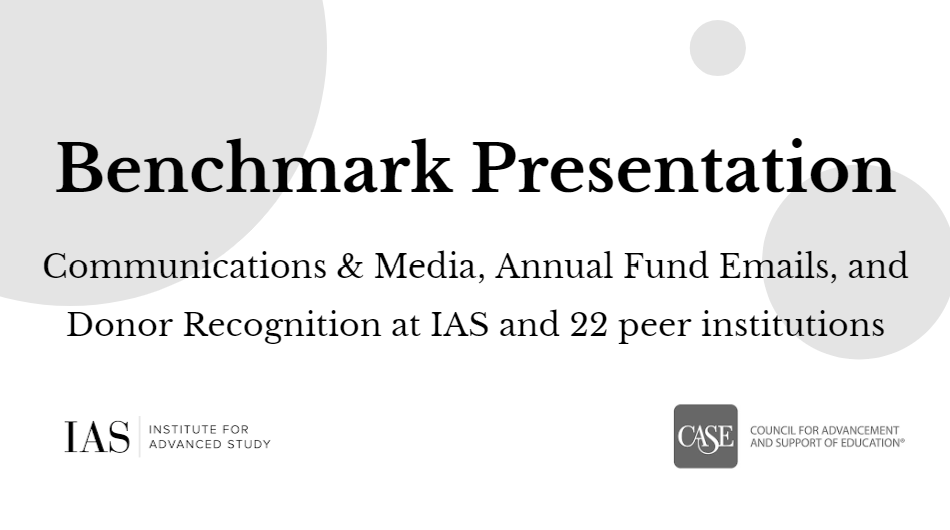 Benchmark Presentation
Communications & Media, Annual Fund Emails, and
Donor Recognition at IAS and 22 peer institutions
IAS
INSTITUTE FOR
ADVANCED STUDY
CASE
COUNCIL FOR ADVANCEMENT
AND SUPPORT OF EDUCATION®